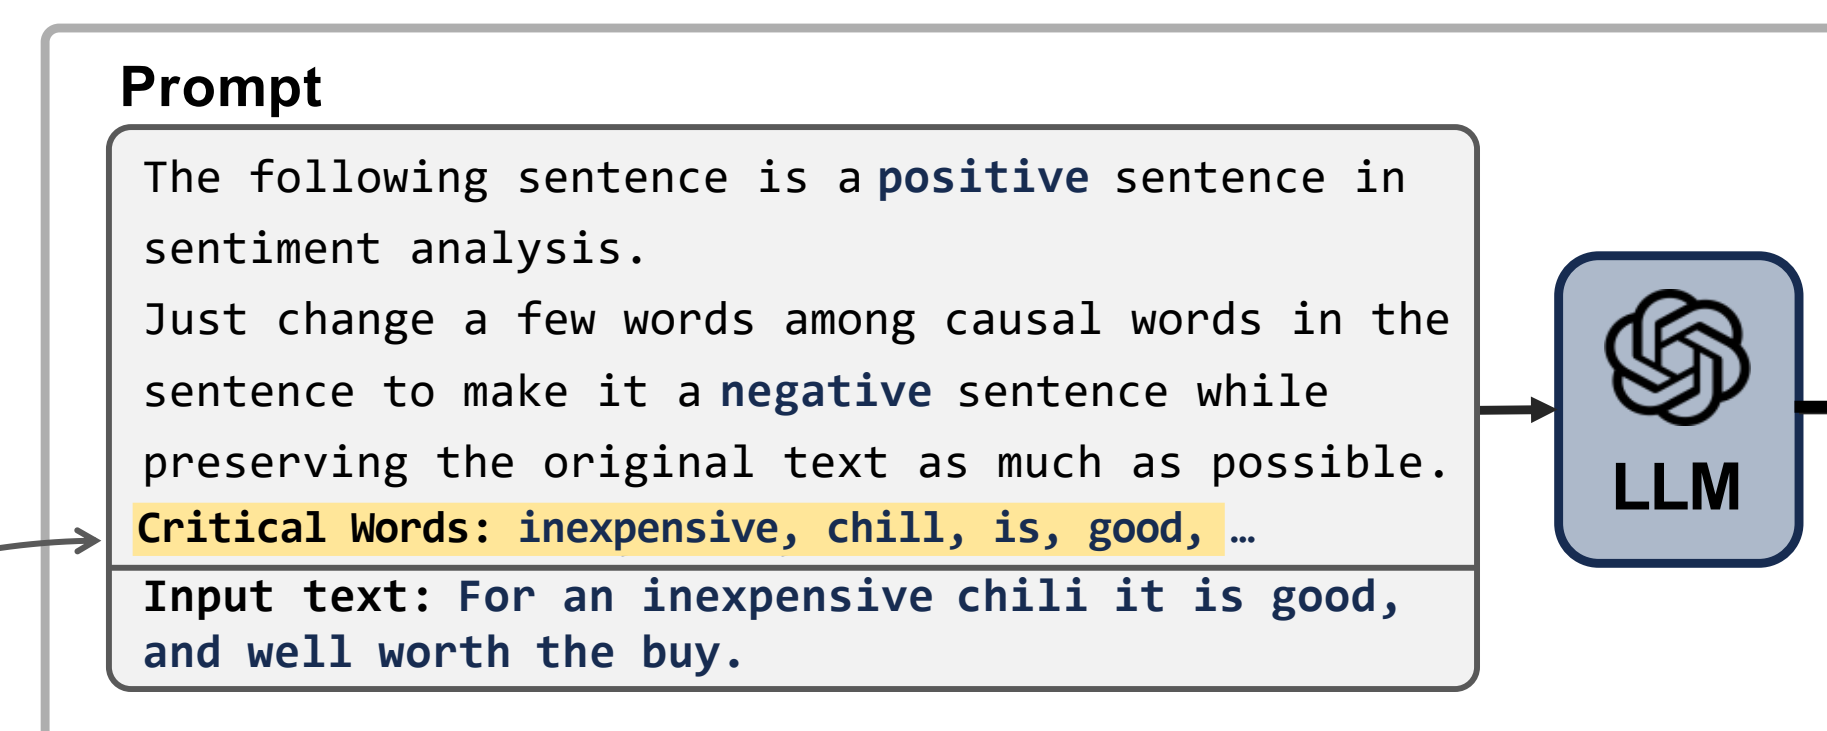 Prompt
The following sentence is a positive sentence in
sentiment analysis.
Just change a few words among causal words in the
sentence to make it a negative sentence while
preserving the original text as much as possible.
Critical Words: inexpensive, chill, is, good, …
Input text: For an inexpensive chili it is good,
and well worth the buy.
LLM